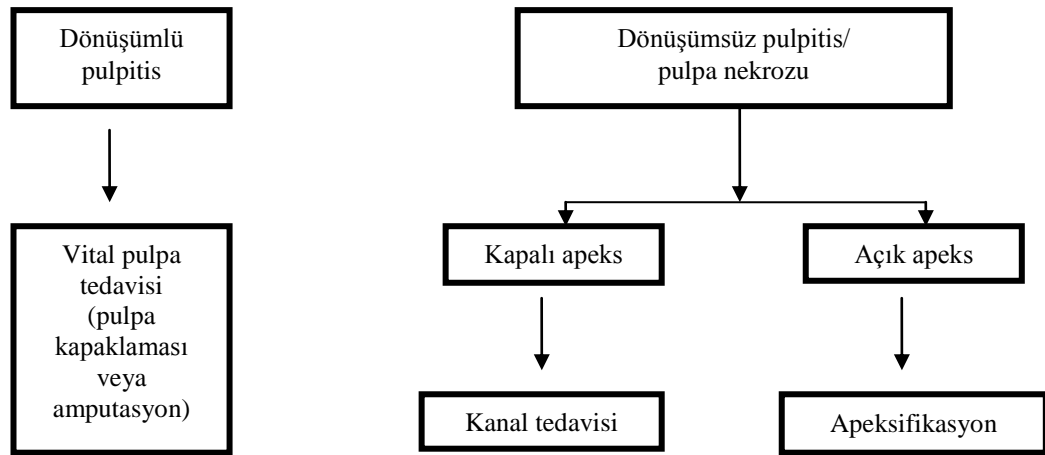 Dönüşümlü
pulpitis
Dönüşümsüz pulpitis/
pulpa nekrozu
Vital pulpa
tedavisi
(pulpa
kapaklaması
veya
amputasyon)
Kapalı apeks
Açık apeks
Kanal tedavisi
Apeksifikasyon